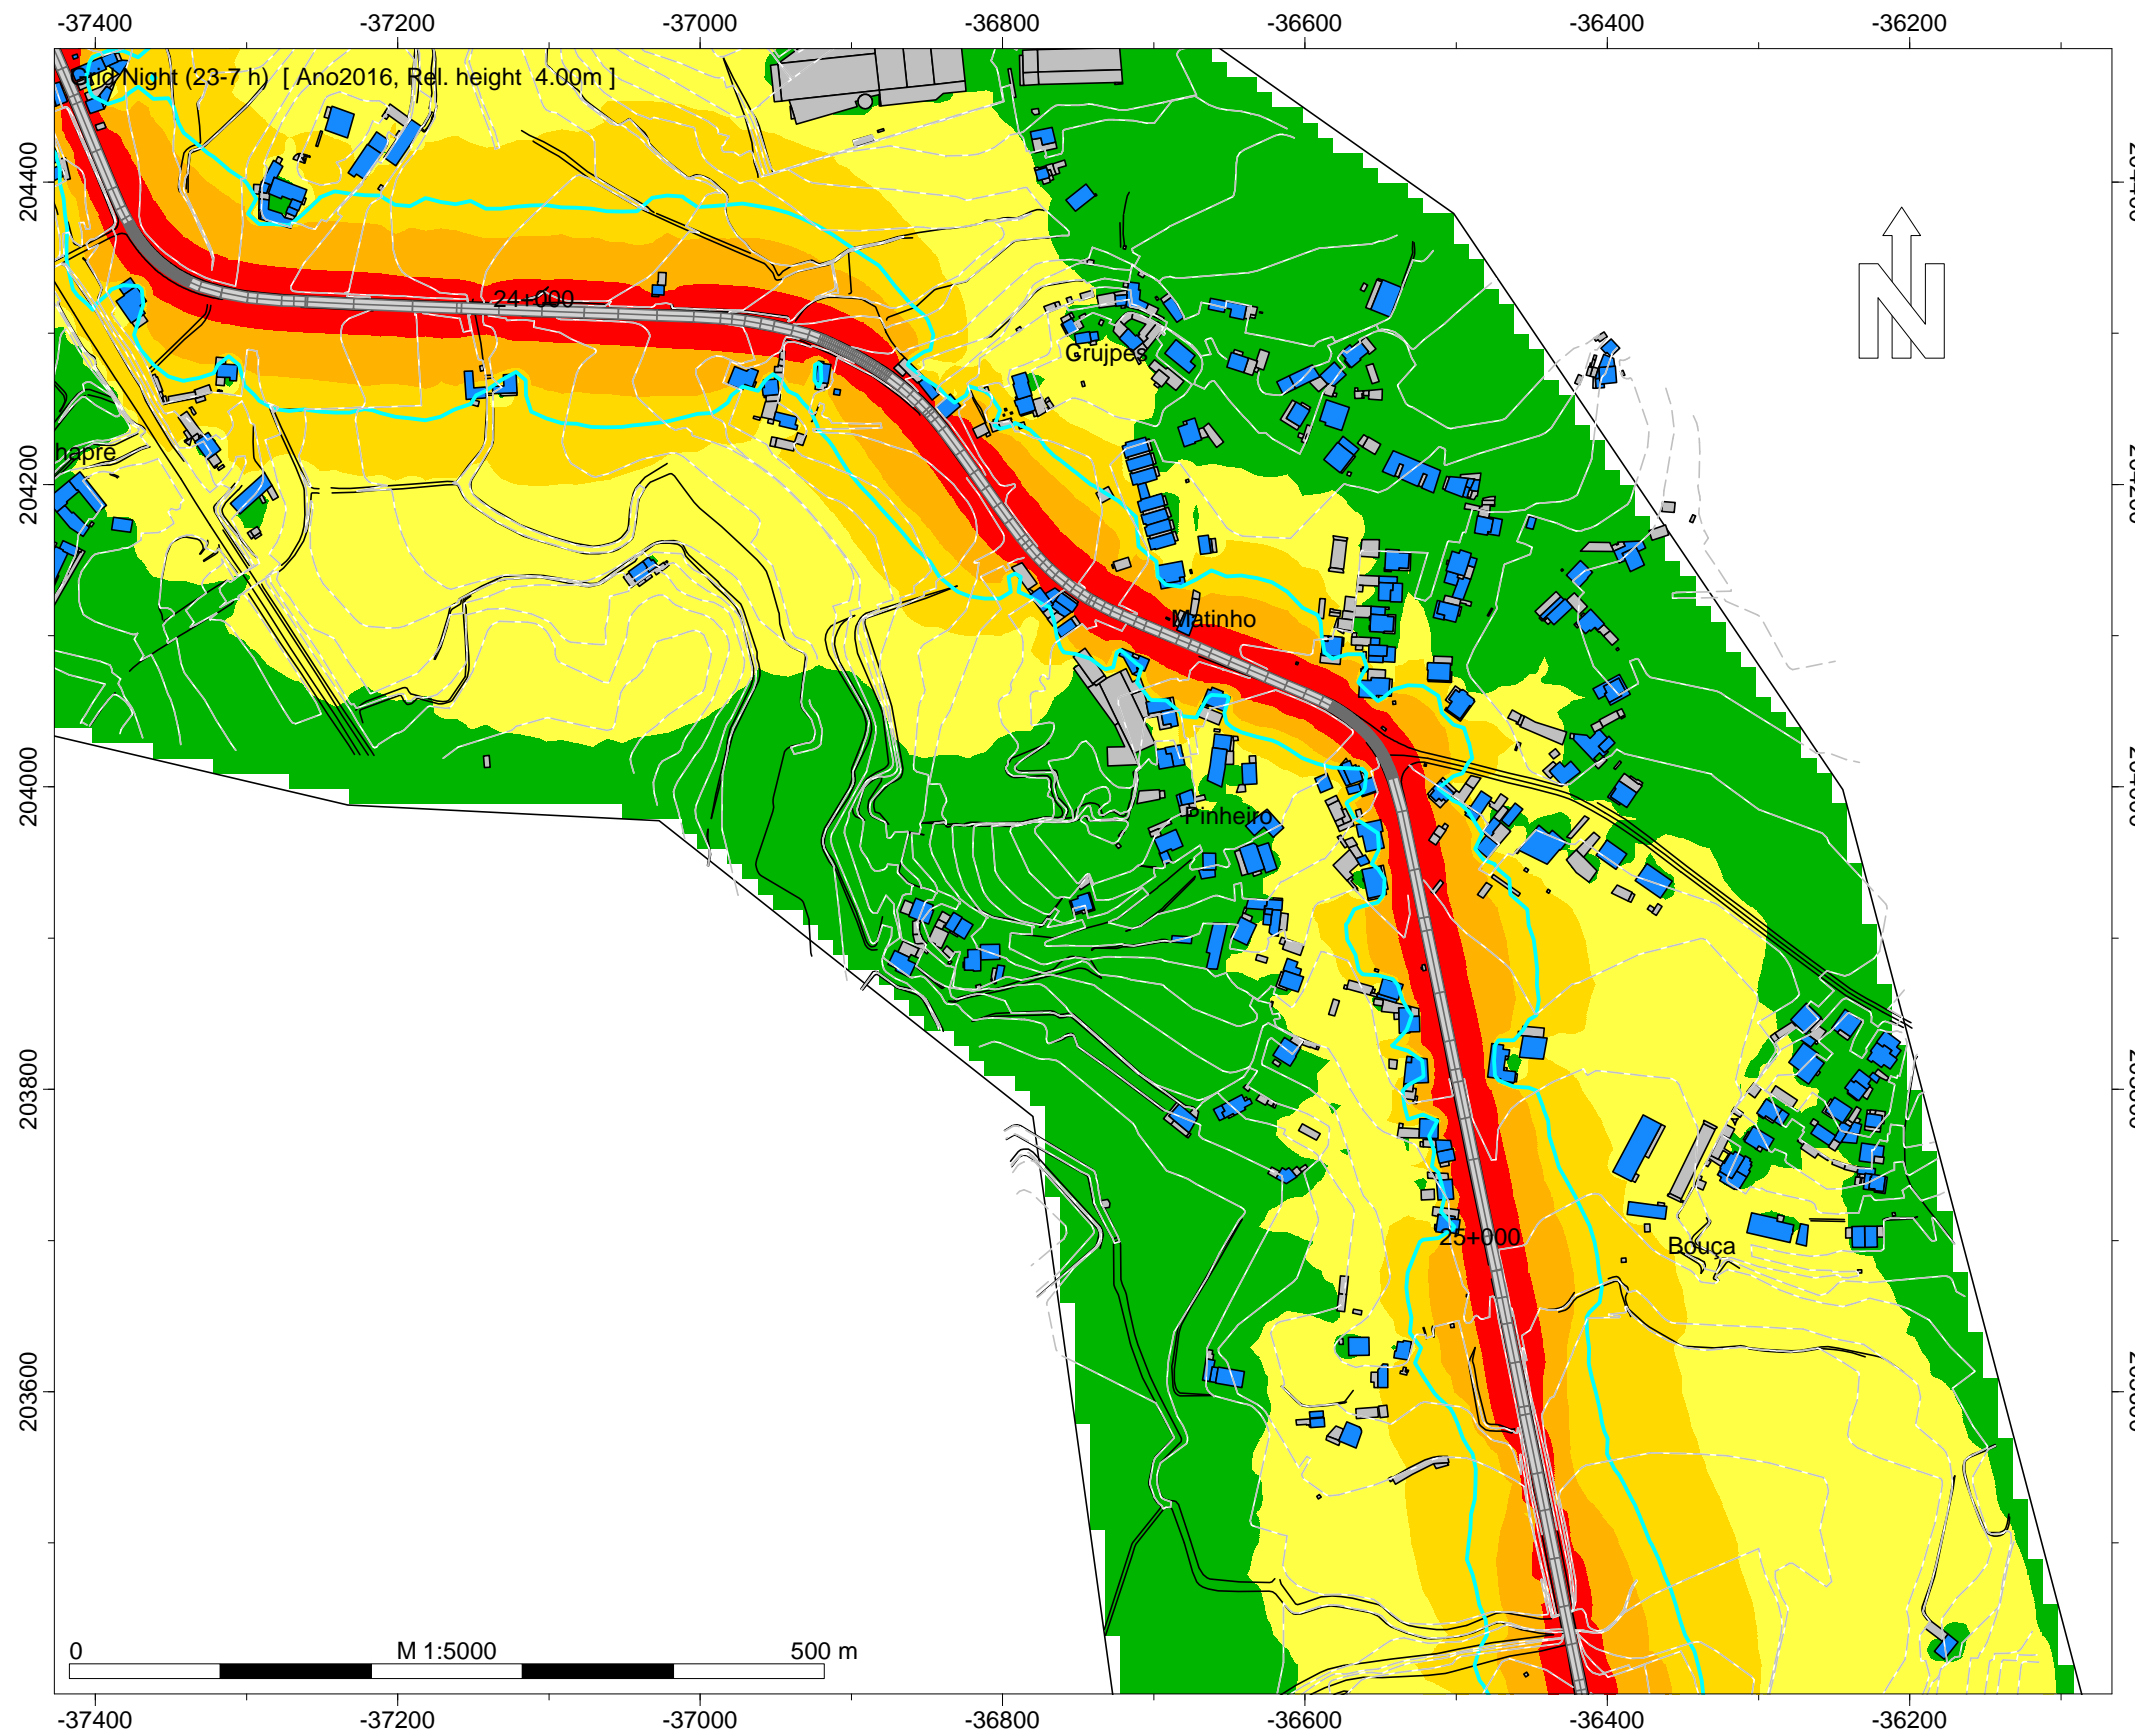 -37400 -37200 -37000 -36800 -36600 -36400 -36200
Grid Night (23-7 h) [ Ano2016, Rel. height 4.00m ]
204400
N
24+000
Grujpes
204200
hapre
Matinho
204000
Pinheiro
203800
25+000
Bouça
203600
0 M 1:5000 500 m
-37400 -37200 -37000 -36800 -36600 -36400 -36200